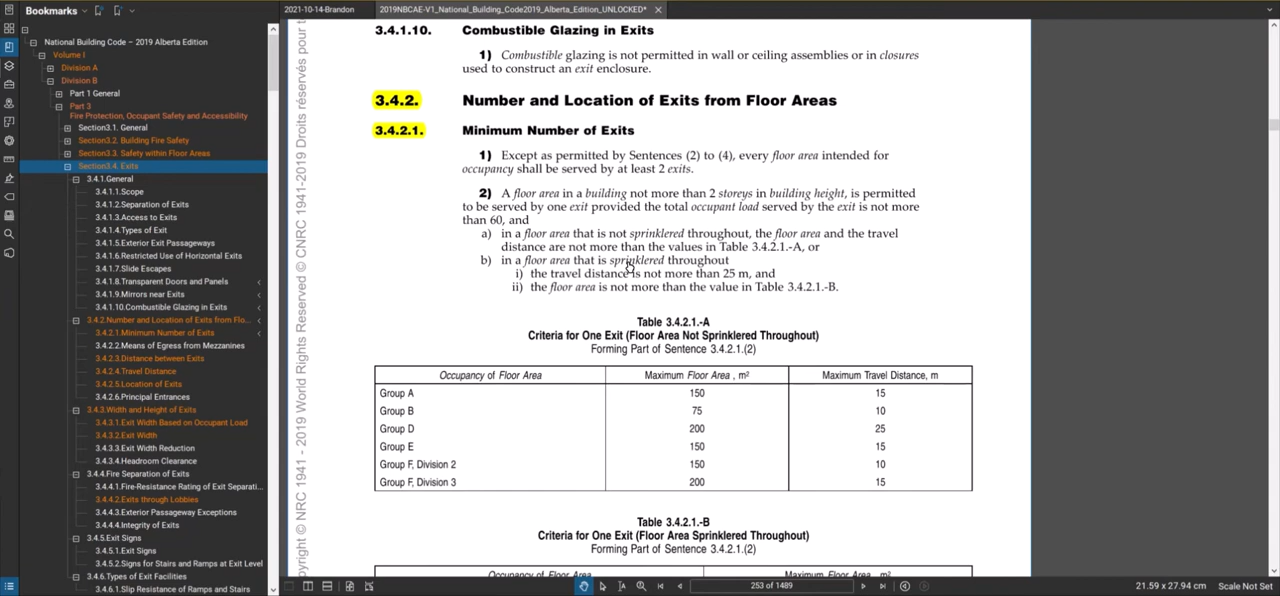 Bookmarks
2021-10-14-Brandon
2019NBCAE-V1_National_Building_Code2019_Alberta_Edition_UNLOCKED*
National Building Code – 2019 Alberta Edition
Volume I
Division A
Division B
Part 1 General
Part 3
Fire Protection, Occupant Safety and Accessibility
Section3.1. General
Section3.2. Building Fire Safety
Section3.3. Safety within Floor Areas
Section3.4. Exits
3.4.1.General
3.4.1.1.Scope
3.4.1.2.Separation of Exits
3.4.1.3.Access to Exits
3.4.1.4.Types of Exit
3.4.1.5.Exterior Exit Passageways
3.4.1.6.Restricted Use of Horizontal Exits
3.4.1.7.Slide Escapes
3.4.1.8.Transparent Doors and Panels
3.4.1.9.Mirrors near Exits
3.4.1.10.Combustible Glazing in Exits
3.4.2.Number and Location of Exits from Flo...
3.4.2.1.Minimum Number of Exits
3.4.2.2.Means of Egress from Mezzanines
3.4.2.3.Distance between Exits
3.4.2.4.Travel Distance
3.4.2.5.Location of Exits
3.4.2.6.Principal Entrances
3.4.3.Width and Height of Exits
3.4.3.1.Exit Width Based on Occupant Load
3.4.3.2.Exit Width
3.4.3.3.Exit Width Reduction
3.4.3.4.Headroom Clearance
3.4.4.Fire Separation of Exits
3.4.4.1.Fire-Resistance Rating of Exit Separati...
3.4.4.2.Exits through Lobbies
3.4.4.3.Exterior Passageway Exceptions
3.4.4.4.Integrity of Exits
3.4.5.Exit Signs
3.4.5.1.Exit Signs
3.4.5.2.Signs for Stairs and Ramps at Exit Level
3.4.6.Types of Exit Facilities
3.4.6.1.Slip Resistance of Ramps and Stairs
opyright © NRC 1941 - 2019 World Rights Reserved © CNRC 1941-2019 Droits réservés pour t
3.4.1.10. Combustible Glazing in Exits
1) Combustible glazing is not permitted in wall or ceiling assemblies or in closures
used to construct an exit enclosure.
3.4.2. Number and Location of Exits from Floor Areas
3.4.2.1. Minimum Number of Exits
1) Except as permitted by Sentences (2) to (4), every floor area intended for
occupancy shall be served by at least 2 exits.
2) A floor area in a building not more than 2 storeys in building height, is permitted
to be served by one exit provided the total occupant load served by the exit is not more
than 60, and
a) in a floor area that is not sprinklered throughout, the floor area and the travel
distance are not more than the values in Table 3.4.2.1.-A, or
b) in a floor area that is sprinklered throughout
i) the travel distance is not more than 25 m, and
ii) the floor area is not more than the value in Table 3.4.2.1.-B.
Table 3.4.2.1.-A
Criteria for One Exit (Floor Area Not Sprinklered Throughout)
Forming Part of Sentence 3.4.2.1.(2)
Occupancy of Floor Area Maximum Floor Area , m² Maximum Travel Distance, m
Group A 150 15
Group B 75 10
Group D 200 25
Group E 150 15
Group F, Division 2 150 10
Group F, Division 3 200 15
Table 3.4.2.1.-B
Criteria for One Exit (Floor Area Sprinklered Throughout)
Forming Part of Sentence 3.4.2.1.(2)
Occupancy of Floor Area Maximum Floor Area, m²
253 of 1489
21.59 x 27.94 cm Scale Not Set